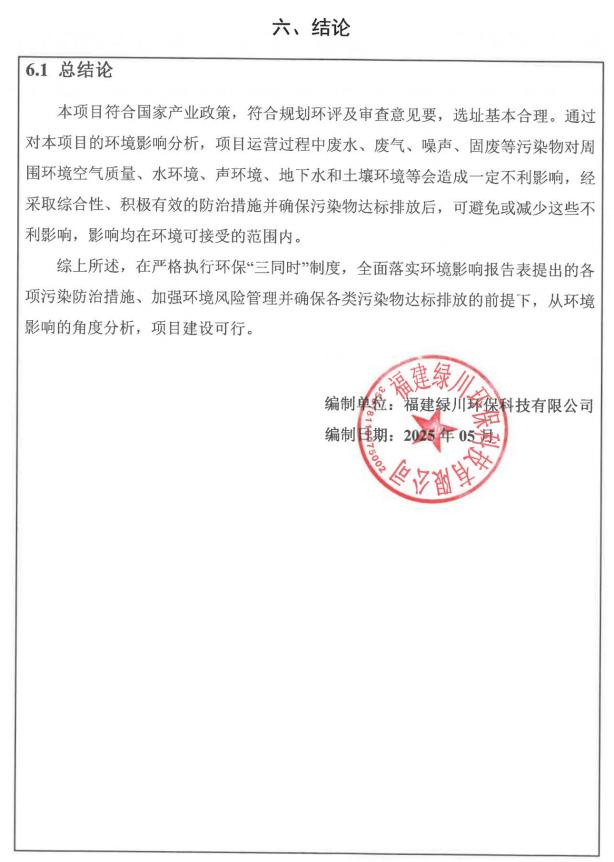 六、结论
6.1 总结论
本项目符合国家产业政策，符合规划环评及审查意见要，选址基本合理。通过
对本项目的环境影响分析，项目运营过程中废水、废气、噪声、固废等污染物对周
围环境空气质量、水环境、声环境、地下水和土壤环境等会造成一定不利影响，经
采取综合性、积极有效的防治措施并确保污染物达标排放后，可避免或减少这些不
利影响，影响均在环境可接受的范围内。
综上所述，在严格执行环保“三同时”制度，全面落实环境影响报告表提出的各
项污染防治措施、加强环境风险管理并确保各类污染物达标排放的前提下，从环境
影响的角度分析，项目建设可行。
编制单位：福建绿川环保科技有限公司
编制日期：2025 年 05 月
福建绿川环保科技有限公司